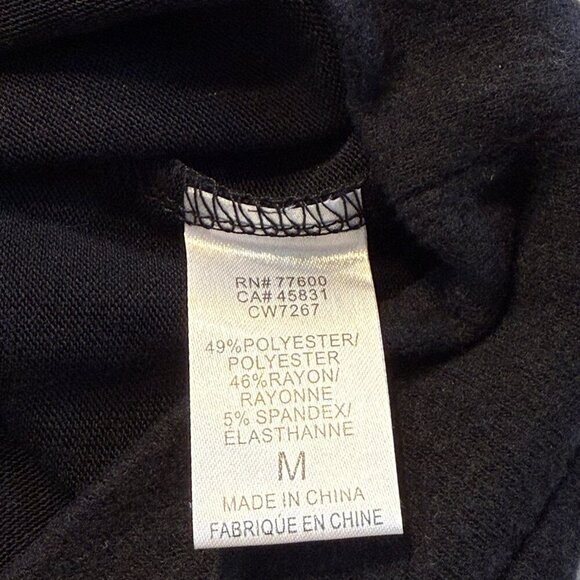 RN# 77600
CA# 45831
CW7267
49%POLYESTER/
POLYESTER
46%RAYON/
RAYONNE
5% SPANDEX/
ÉLASTHANNE
M
MADE IN CHINA
FABRIQUÉ EN CHINE